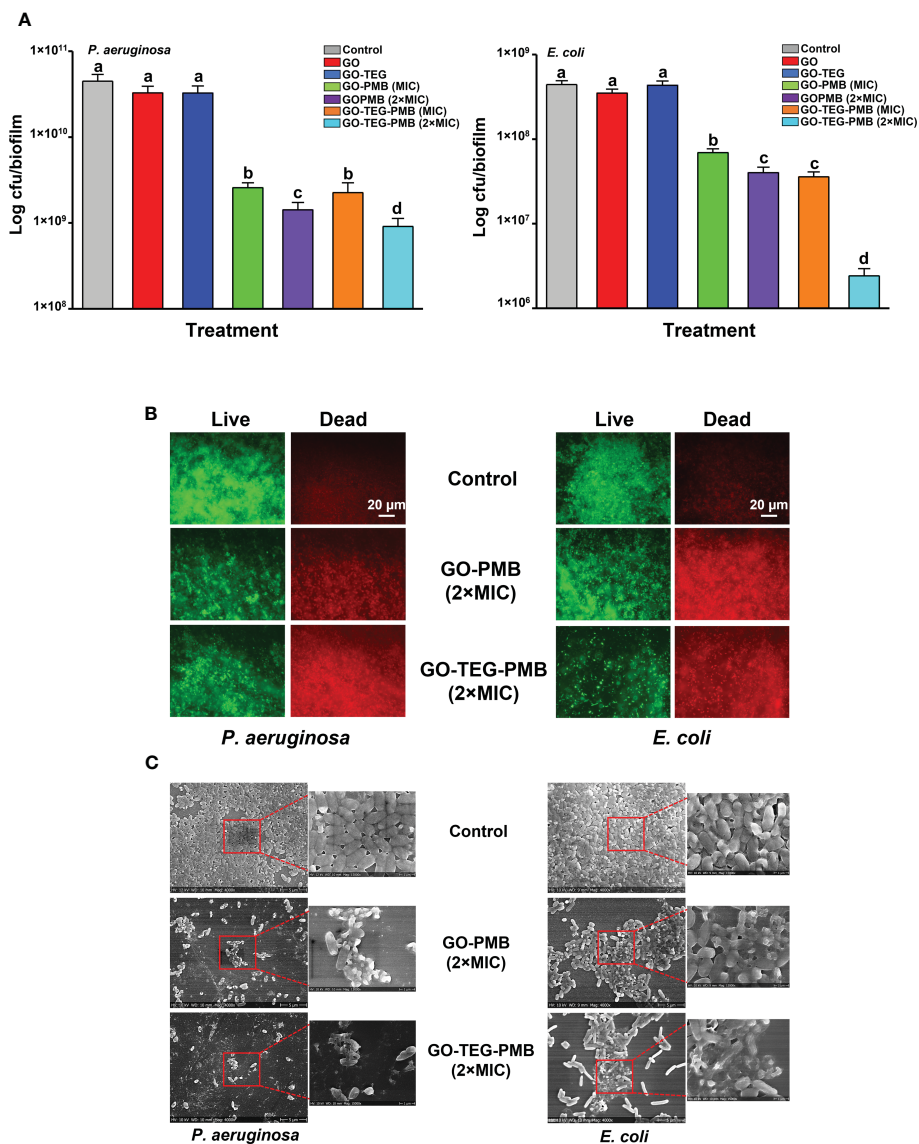 A
P. aeruginosa
1×10¹¹
1×10¹⁰
1×10⁹
1×10⁸
Log cfu/biofilm
a
a
a
b
c
b
d
Control
GO
GO-TEG
GO-PMB (MIC)
GOPMB (2×MIC)
GO-TEG-PMB (MIC)
GO-TEG-PMB (2×MIC)
Treatment
E. coli
1×10⁹
1×10⁸
1×10⁷
1×10⁶
Log cfu/biofilm
a
a
a
b
c
c
d
Control
GO
GO-TEG
GO-PMB (MIC)
GOPMB (2×MIC)
GO-TEG-PMB (MIC)
GO-TEG-PMB (2×MIC)
Treatment
B
Live Dead Live Dead
20 µm Control 20 µm
GO-PMB
(2×MIC)
GO-TEG-PMB
(2×MIC)
P. aeruginosa E. coli
C
Control
GO-PMB
(2×MIC)
GO-TEG-PMB
(2×MIC)
P. aeruginosa E. coli